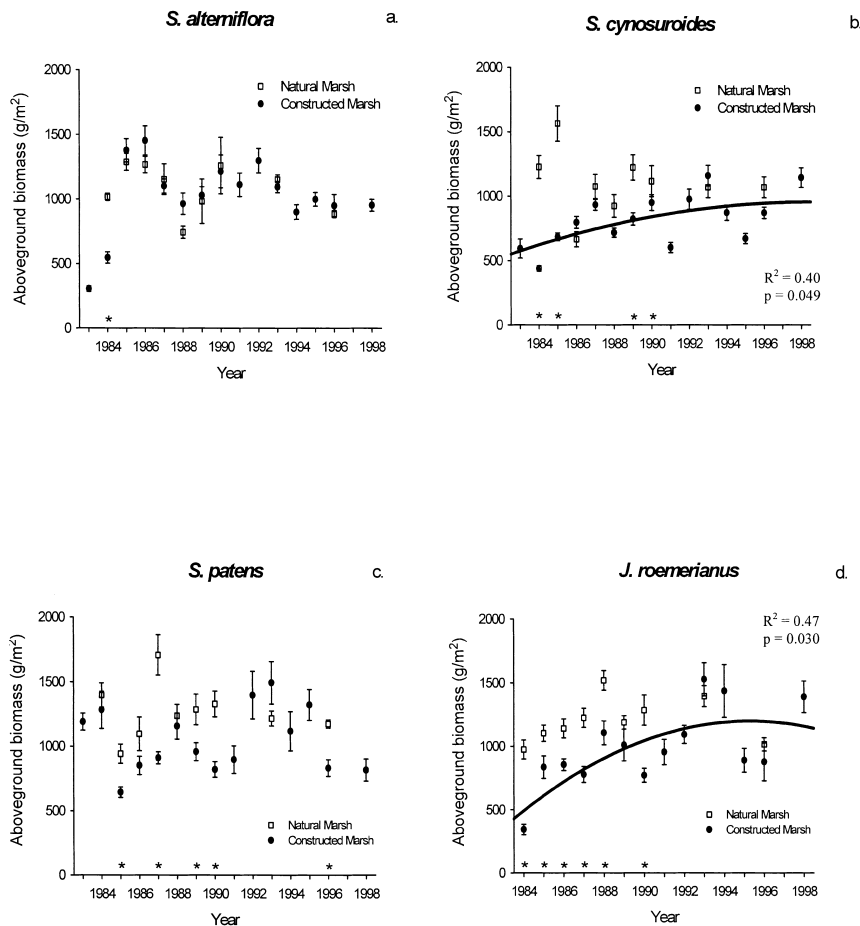 S. alterniflora
a.
Aboveground biomass (g/m²)
2000
1500
1000
500
0
Natural Marsh
Constructed Marsh
*
1984 1986 1988 1990 1992 1994 1996 1998
Year
S. cynosuroides
b.
Aboveground biomass (g/m²)
2000
1500
1000
500
0
Natural Marsh
Constructed Marsh
R² = 0.40
p = 0.049
* * * *
1984 1986 1988 1990 1992 1994 1996 1998
Year
S. patens
c.
Aboveground biomass (g/m²)
2000
1500
1000
500
0
Natural Marsh
Constructed Marsh
* * * * *
1984 1986 1988 1990 1992 1994 1996 1998
Year
J. roemerianus
d.
Aboveground biomass (g/m²)
2000
1500
1000
500
0
R² = 0.47
p = 0.030
Natural Marsh
Constructed Marsh
* * * * * *
1984 1986 1988 1990 1992 1994 1996 1998
Year